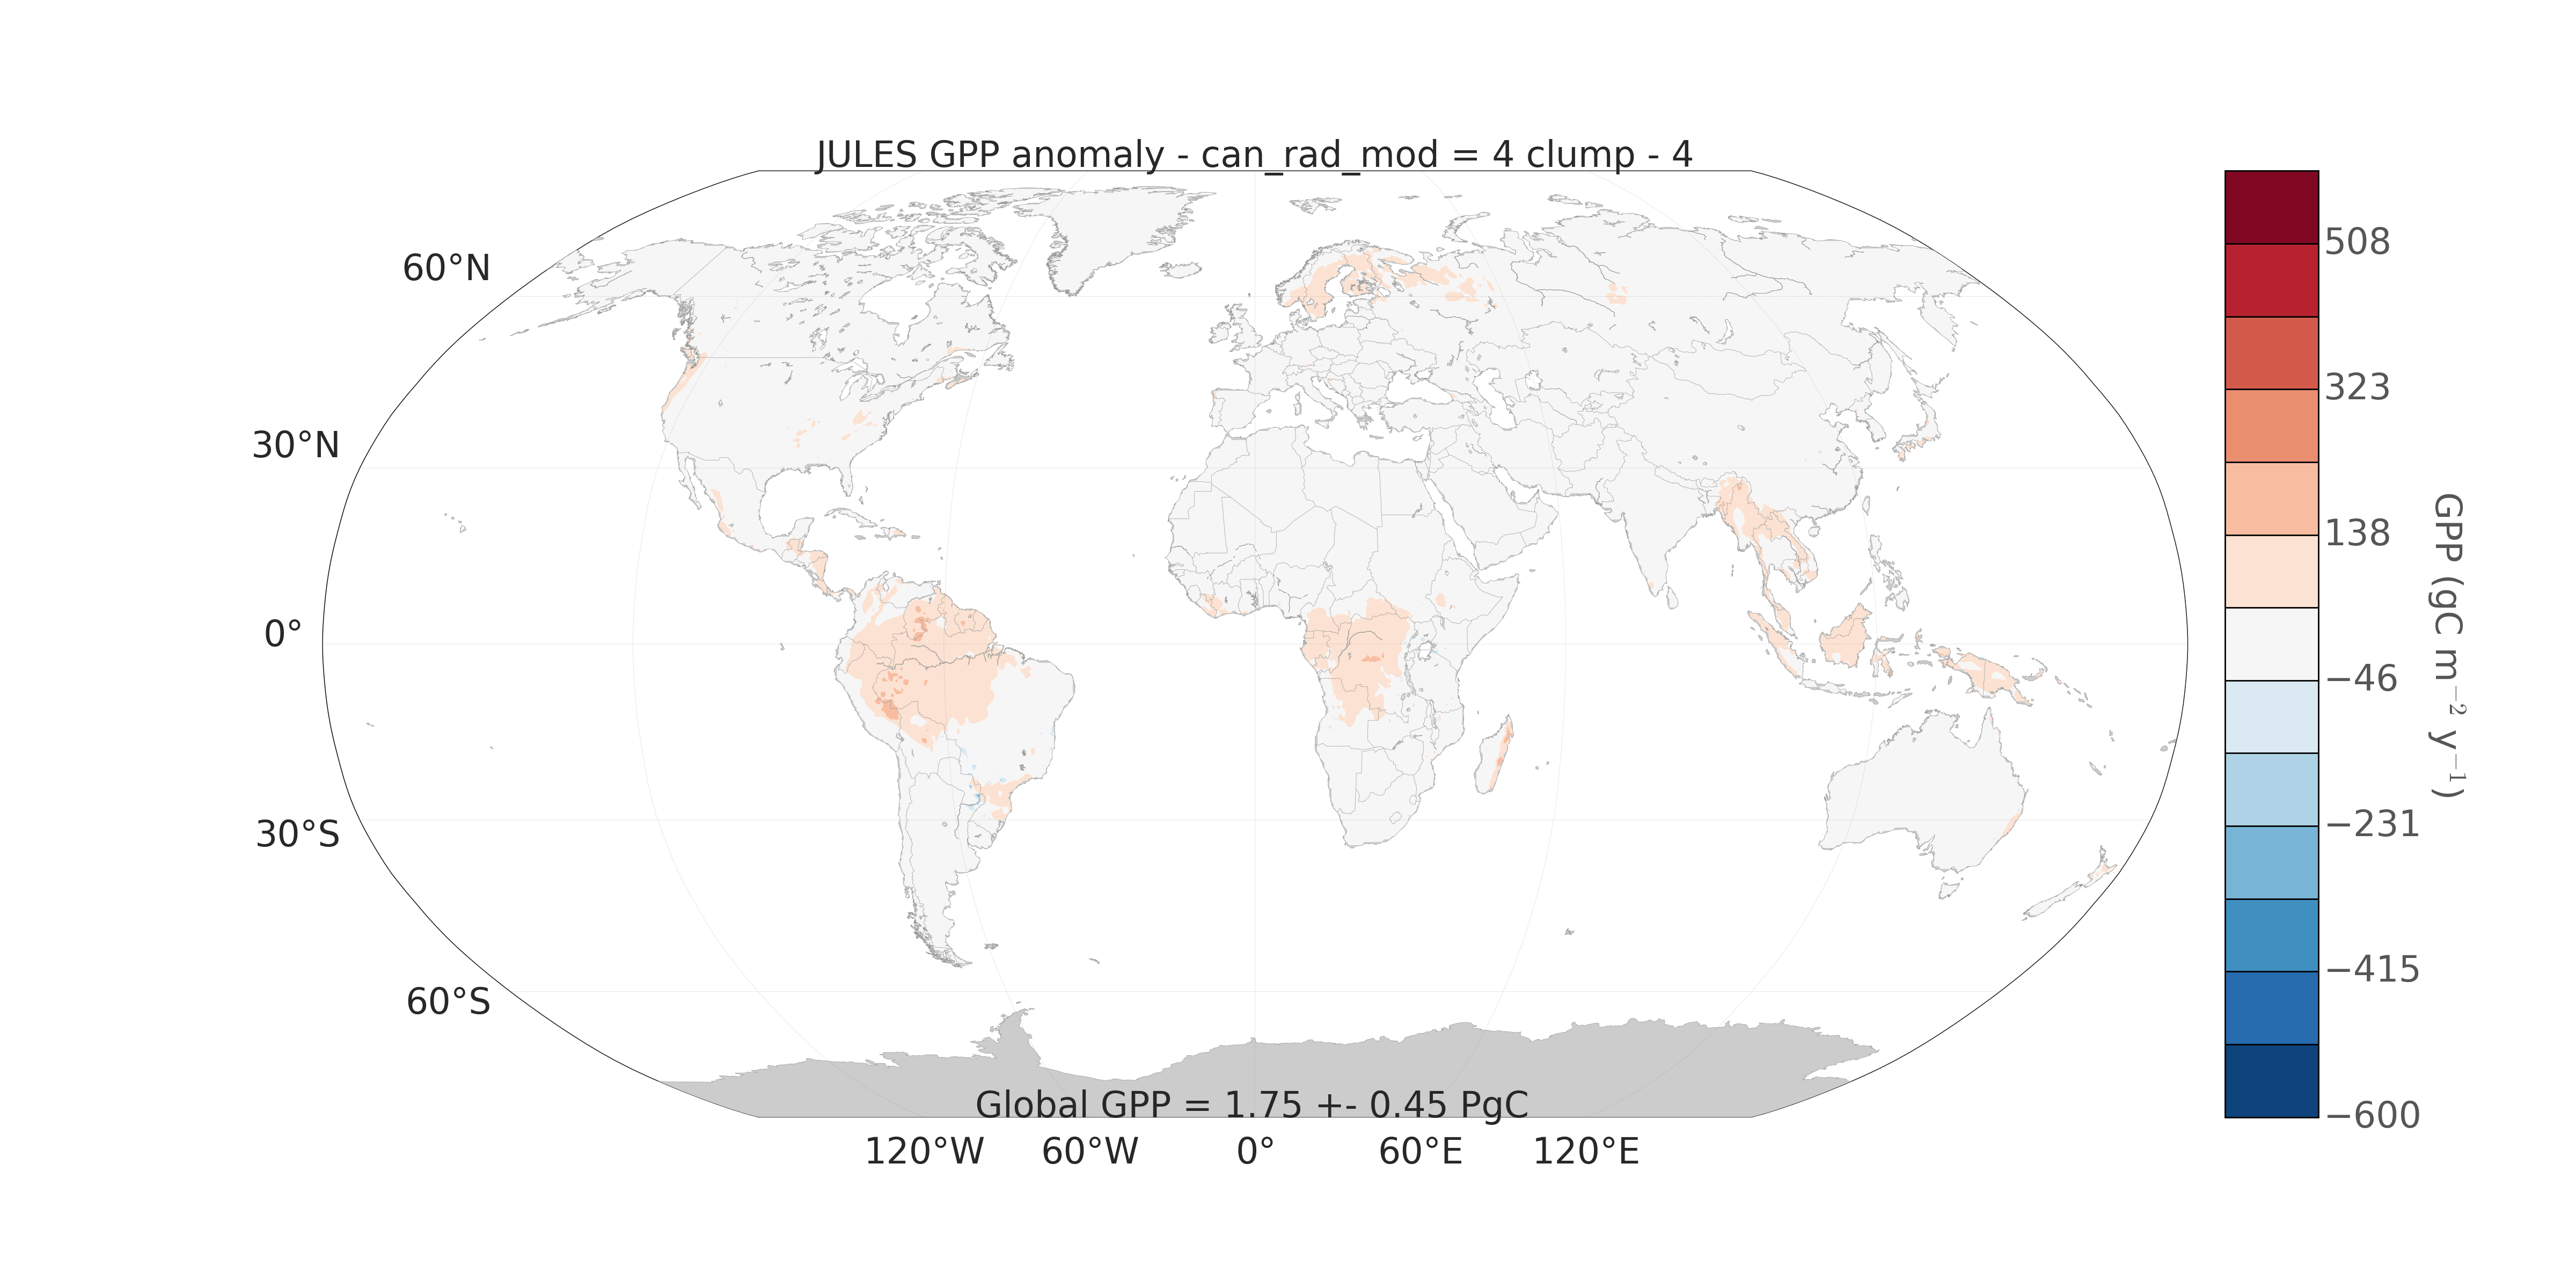 JULES GPP anomaly - can_rad_mod = 4 clump - 4
60°N
30°N
0°
30°S
60°S
120°W 60°W 0° 60°E 120°E
Global GPP = 1.75 +- 0.45 PgC
508
323
138
−46
−231
−415
−600
GPP (gC m⁻² y⁻¹)